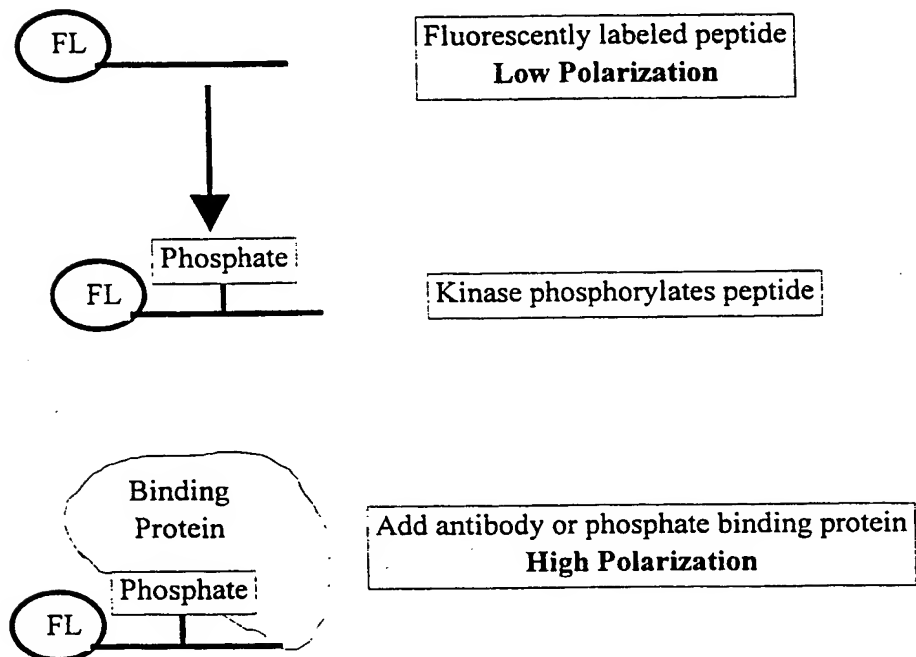 FL
Fluorescently labeled peptide
Low Polarization
Phosphate
FL
Kinase phosphorylates peptide
Binding
Protein
Add antibody or phosphate binding protein
High Polarization
Phosphate
FL